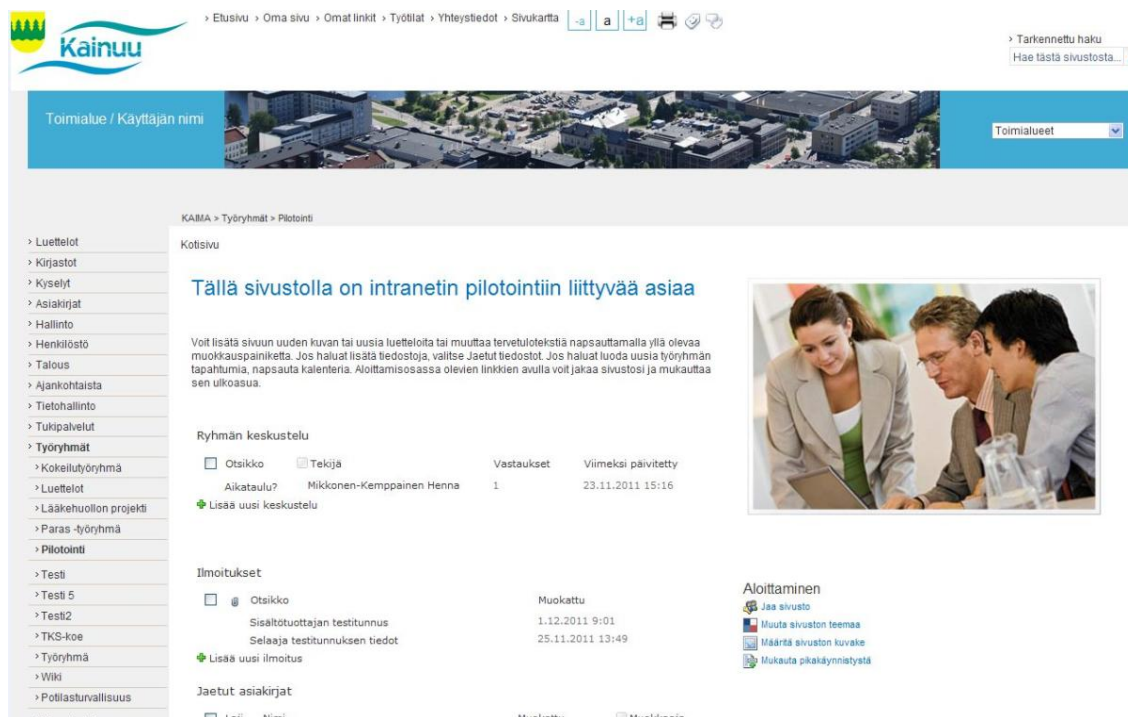 Kainuu
› Etusivu › Oma sivu › Omat linkit › Työtilat › Yhteystiedot › Sivukartta -a a +a
› Tarkennettu haku
Hae tästä sivustosta...
Toimialue / Käyttäjän nimi
Toimialueet
KAIMA > Työryhmät > Pilotointi
› Luettelot
› Kirjastot
› Kyselyt
› Asiakirjat
› Hallinto
› Henkilöstö
› Talous
› Ajankohtaista
› Tietohallinto
› Tukipalvelut
› Työryhmät
› Kokeilutyöryhmä
› Luettelot
› Lääkehuollon projekti
› Paras -työryhmä
› Pilotointi
› Testi
› Testi 5
› Testi2
› TKS-koe
› Työryhmä
› Wiki
› Potilasturvallisuus
Kotisivu
Tällä sivustolla on intranetin pilotointiin liittyvää asiaa
Voit lisätä sivuun uuden kuvan tai uusia luetteloita tai muuttaa tervetulotekstiä napsauttamalla yllä olevaa
muokkauspainiketta. Jos haluat lisätä tiedostoja, valitse Jaetut tiedostot. Jos haluat luoda uusia työryhmän
tapahtumia, napsauta kalenteria. Aloittamisosassa olevien linkkien avulla voit jakaa sivustosi ja mukauttaa
sen ulkoasua.
Ryhmän keskustelu
Otsikko Tekijä Vastaukset Viimeksi päivitetty
Aikataulu? Mikkonen-Kemppainen Henna 1 23.11.2011 15:16
Lisää uusi keskustelu
Ilmoitukset
Otsikko Muokattu
Sisältötuottajan testitunnus 1.12.2011 9:01
Selaaja testitunnuksen tiedot 25.11.2011 13:49
Lisää uusi ilmoitus
Jaetut asiakirjat
Laji Nimi Muokattu Muokkaaja
Aloittaminen
Jaa sivusto
Muuta sivuston teemaa
Määritä sivuston kuvake
Mukauta pikakäynnistystä